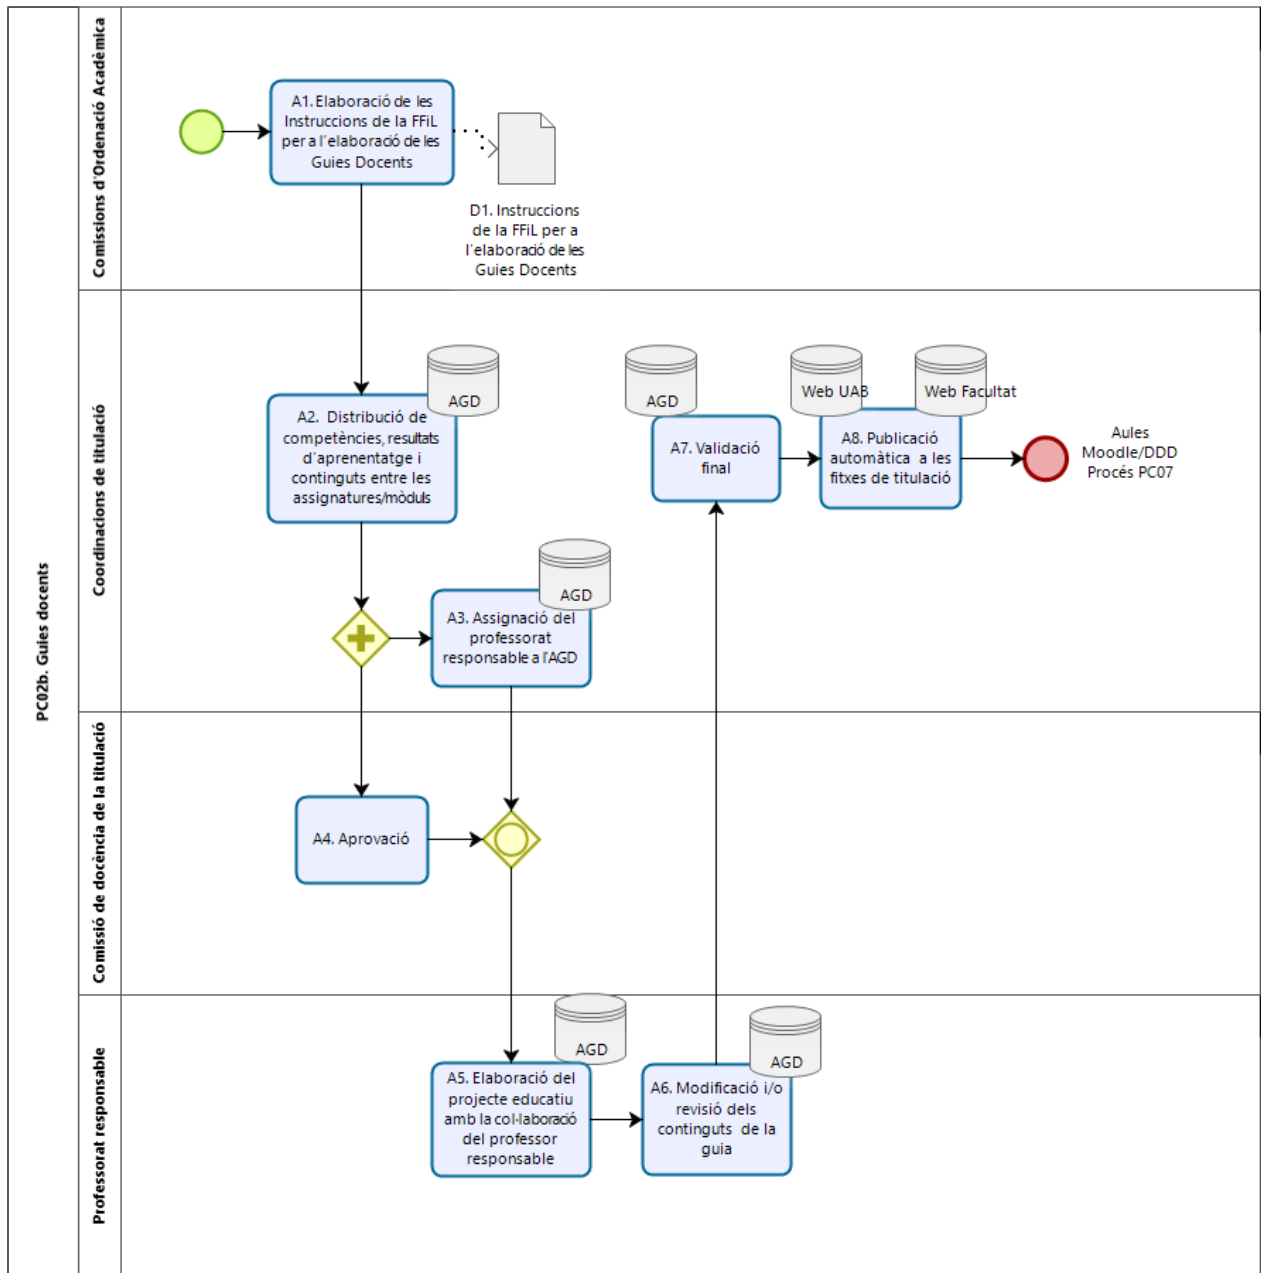 PC02b. Guies docents
Comissions d'Ordenació Acadèmica
A1. Elaboració de les
Instruccions de la FFiL
per a l'elaboració de les
Guies Docents
D1. Instruccions
de la FFiL per a
l'elaboració de les
Guies Docents
Coordinacions de titulació
AGD
A2. Distribució de
competències, resultats
d'aprenentatge i
continguts entre les
assignatures/mòduls
AGD
A3. Assignació del
professorat
responsable a l'AGD
AGD
A7. Validació
final
Web UAB
Web Facultat
A8. Publicació
automàtica a les
fitxes de titulació
Aules
Moodle/DDD
Procés PC07
Comissió de docència de la titulació
A4. Aprovació
Professorat responsable
AGD
A5. Elaboració del
projecte educatiu
amb la col·laboració
del professor
responsable
AGD
A6. Modificació i/o
revisió dels
continguts de la
guia